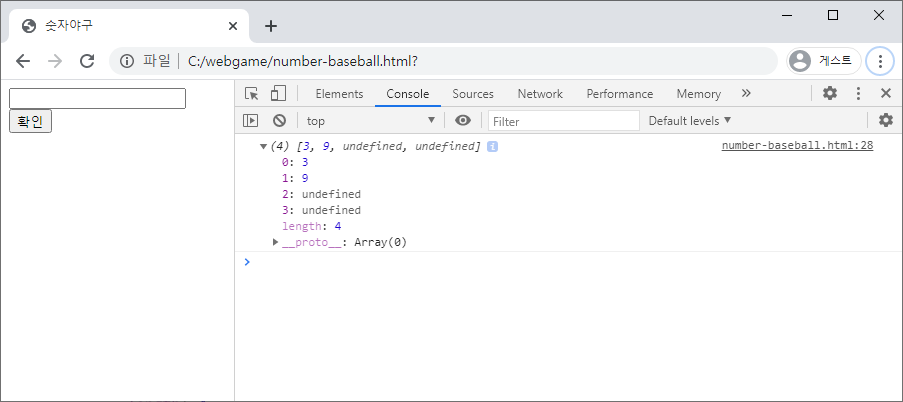 숫자야구
파일 C:/webgame/number-baseball.html? 게스트
확인
Elements Console Sources Network Performance Memory
top Filter Default levels
(4) [3, 9, undefined, undefined] number-baseball.html:28
0: 3
1: 9
2: undefined
3: undefined
length: 4
__proto__: Array(0)